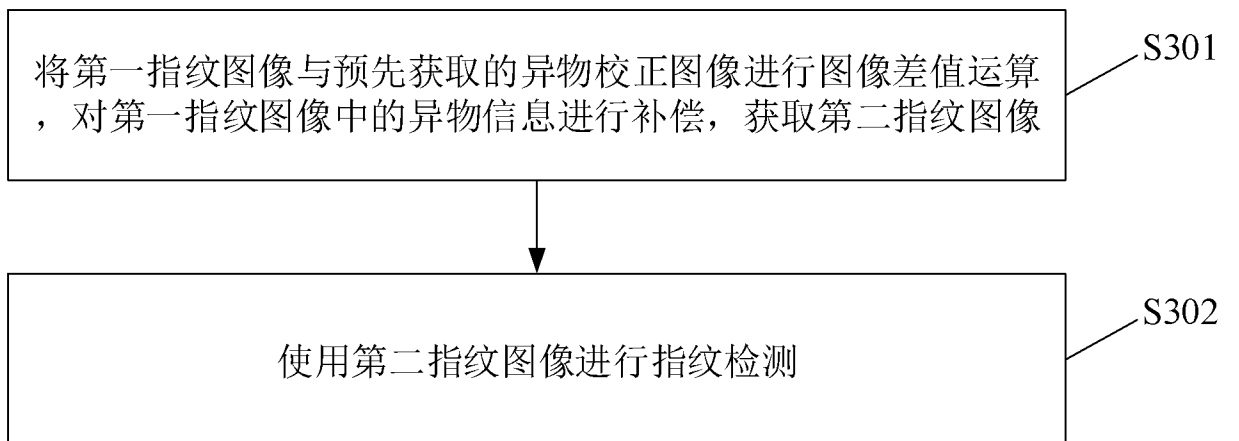 S301
将第一指纹图像与预先获取的异物校正图像进行图像差值运算
，对第一指纹图像中的异物信息进行补偿，获取第二指纹图像
S302
使用第二指纹图像进行指纹检测